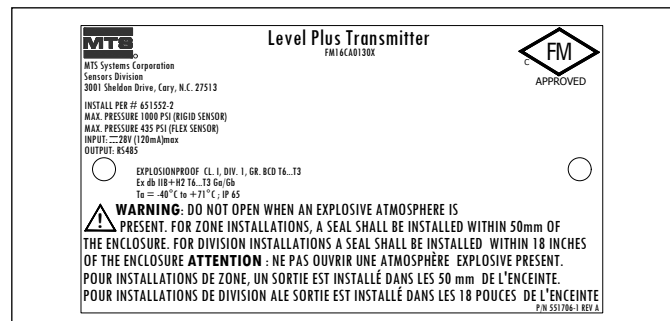 MTS
Level Plus Transmitter
FM16CA0130X
C FM
APPROVED
MTS Systems Corporation
Sensors Division
3001 Sheldon Drive, Cary, N.C. 27513
INSTALL PER # 651552-2
MAX. PRESSURE 1000 PSI (RIGID SENSOR)
MAX. PRESSURE 435 PSI (FLEX SENSOR)
INPUT: ⎓28V (120mA)max
OUTPUT: RS485
EXPLOSIONPROOF CL. I, DIV. 1, GR. BCD T6...T3
Ex db IIB+H2 T6...T3 Ga/Gb
Ta = -40°C to +71°C ; IP 65
WARNING: DO NOT OPEN WHEN AN EXPLOSIVE ATMOSPHERE IS
PRESENT. FOR ZONE INSTALLATIONS, A SEAL SHALL BE INSTALLED WITHIN 50mm OF
THE ENCLOSURE. FOR DIVISION INSTALLATIONS A SEAL SHALL BE INSTALLED WITHIN 18 INCHES
OF THE ENCLOSURE ATTENTION : NE PAS OUVRIR UNE ATMOSPHÈRE EXPLOSIVE PRESENT.
POUR INSTALLATIONS DE ZONE, UN SORTIE EST INSTALLÉ DANS LES 50 mm DE L'ENCEINTE.
POUR INSTALLATIONS DE DIVISION ALE SORTIE EST INSTALLÉ DANS LES 18 POUCES DE L'ENCEINTE
P/N 551706-1 REV A